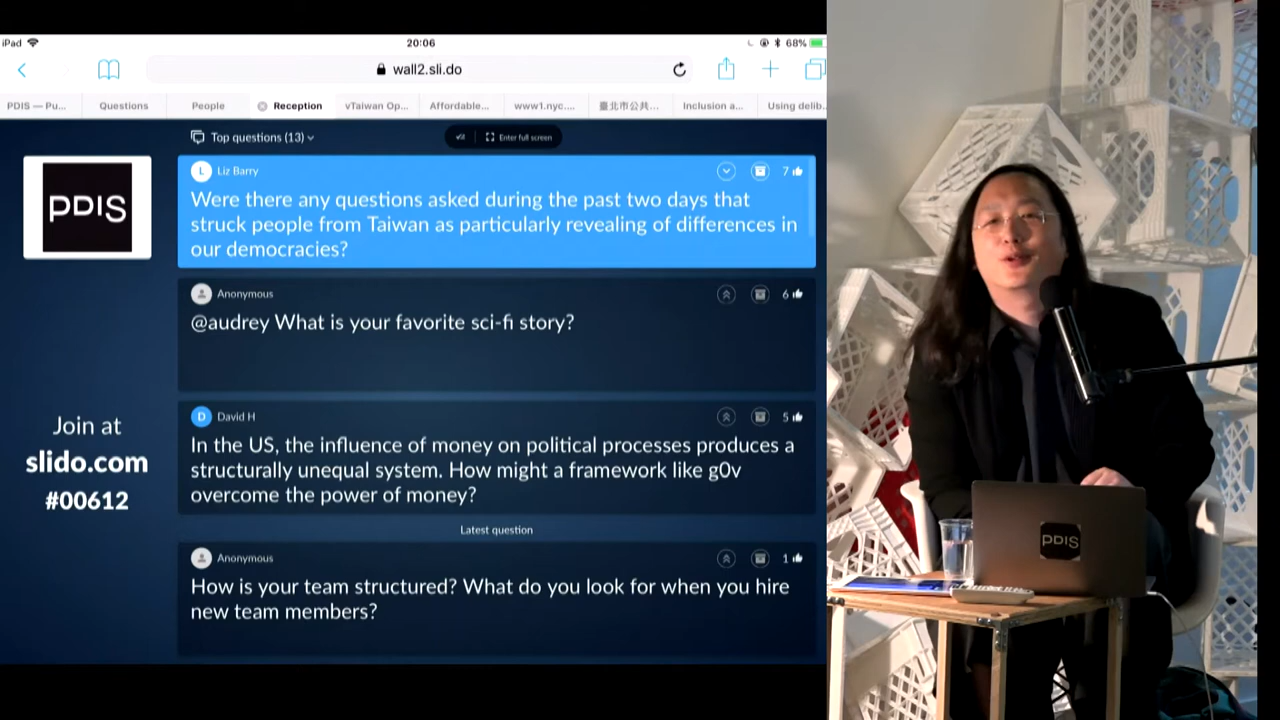 iPad
20:06
68%
wall2.sli.do
PDIS — Pu...
Questions
People
Reception
vTaiwan Op...
Affordable...
www1.nyc....
臺北市公共...
Inclusion a...
Using delib..
Top questions (13)
Enter full screen
PDIS
L
Liz Barry
7
Were there any questions asked during the past two days that
struck people from Taiwan as particularly revealing of differences in
our democracies?
Anonymous
6
@audrey What is your favorite sci-fi story?
D
David H
5
In the US, the influence of money on political processes produces a
structurally unequal system. How might a framework like g0v
overcome the power of money?
Join at
slido.com
#00612
Latest question
Anonymous
1
How is your team structured? What do you look for when you hire
new team members?
PDIS